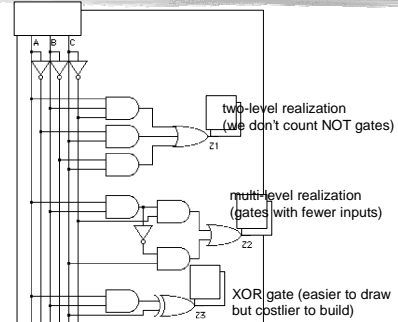 A B C
two-level realization
(we don't count NOT gates)
Z1
multi-level realization
(gates with fewer inputs)
Z2
XOR gate (easier to draw
but costlier to build)
Z3